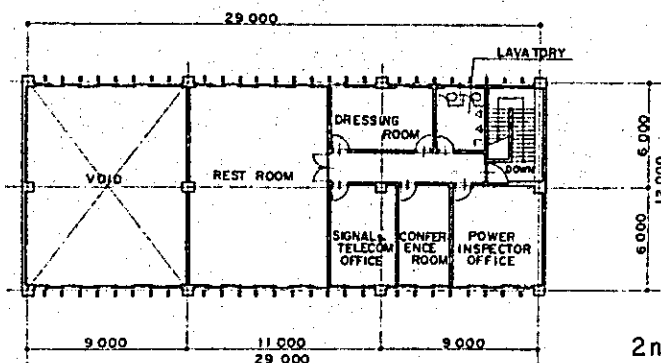 29 000
LAVATORY
DRESSING
ROOM
VOID
REST ROOM
DOWN
6 000
12 000
6 000
SIGNAL &
TELECOM
OFFICE
CONFER
ENCE
ROOM
POWER
INSPECTOR
OFFICE
9 000
11 000
9 000
29 000
2n